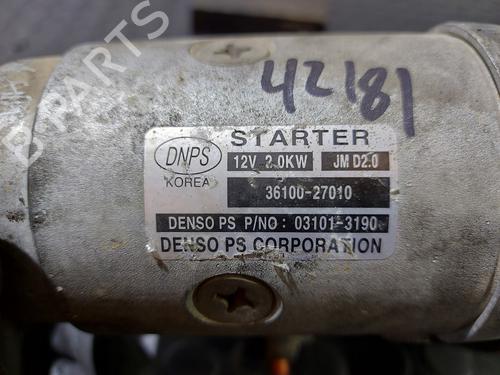 B-PARTS
42181
STARTER
DNPS
KOREA
12V 2.0KW JM D2.0
36100-27010
DENSO PS P/NO: 03101-3190
DENSO PS CORPORATION